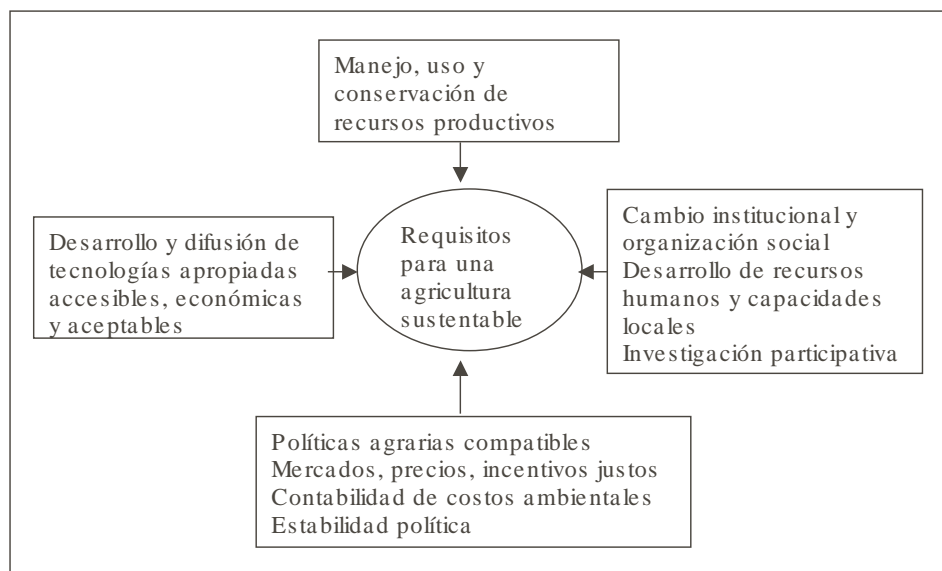 Manejo, uso y
conservación de
recursos productivos
Desarrollo y difusión de
tecnologías apropiadas
accesibles, económicas
y aceptables
Requisitos
para una
agricultura
sustentable
Cambio institucional y
organización social
Desarrollo de recursos
humanos y capacidades
locales
Investigación participativa
Políticas agrarias compatibles
Mercados, precios, incentivos justos
Contabilidad de costos ambientales
Estabilidad política